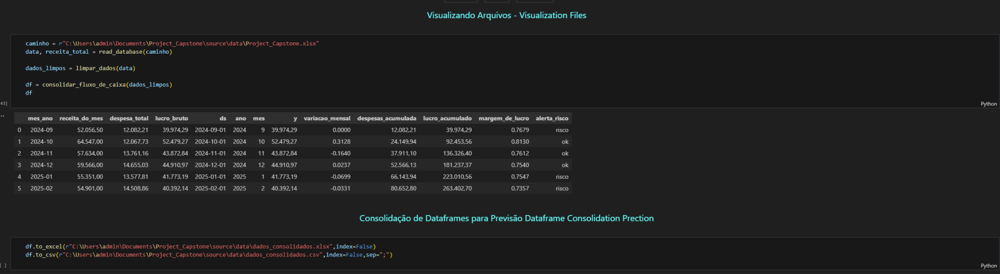 Visualizando Arquivos - Visualization Files
caminho = r"C:\Users\admin\Documents\Project_Capstone\source\data\Project_Capstone.xlsx"
data, receita_total = read_database(caminho)
dados_limpos = limpar_dados(data)
df = consolidar_fluxo_de_caixa(dados_limpos)
df
43]
Python
..
mes_ano receita_do_mes despesa_total lucro_bruto ds ano mes y variacao_mensal despesas_acumulada lucro_acumulado margem_de_lucro alerta_risco
0 2024-09 52.056,50 12.082,21 39.974,29 2024-09-01 2024 9 39.974,29 0.0000 12.082,21 39.974,29 0.7679 risco
1 2024-10 64.547,00 12.067,73 52.479,27 2024-10-01 2024 10 52.479,27 0.3128 24.149,94 92.453,56 0.8130 ok
2 2024-11 57.634,00 13.761,16 43.872,84 2024-11-01 2024 11 43.872,84 -0.1640 37.911,10 136.326,40 0.7612 ok
3 2024-12 59.566,00 14.655,03 44.910,97 2024-12-01 2024 12 44.910,97 0.0237 52.566,13 181.237,37 0.7540 ok
4 2025-01 55.351,00 13.577,81 41.773,19 2025-01-01 2025 1 41.773,19 -0.0699 66.143,94 223.010,56 0.7547 risco
5 2025-02 54.901,00 14.508,86 40.392,14 2025-02-01 2025 2 40.392,14 -0.0331 80.652,80 263.402,70 0.7357 risco
Consolidação de Dataframes para Previsão Dataframe Consolidation Prection
df.to_excel(r"C:\Users\admin\Documents\Project_Capstone\source\data\dados_consolidados.xlsx",index=False)
df.to_csv(r"C:\Users\admin\Documents\Project_Capstone\source\data\dados_consolidados.csv",index=False,sep=";")
[ ]
Python